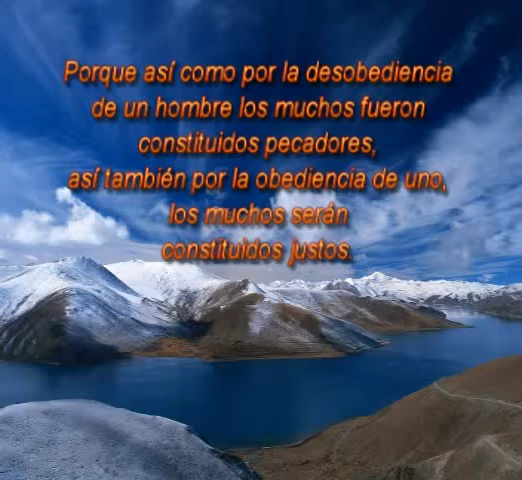 Porque así como por la desobediencia
de un hombre los muchos fueron
constituidos pecadores,
así también por la obediencia de uno,
los muchos serán
constituidos justos.